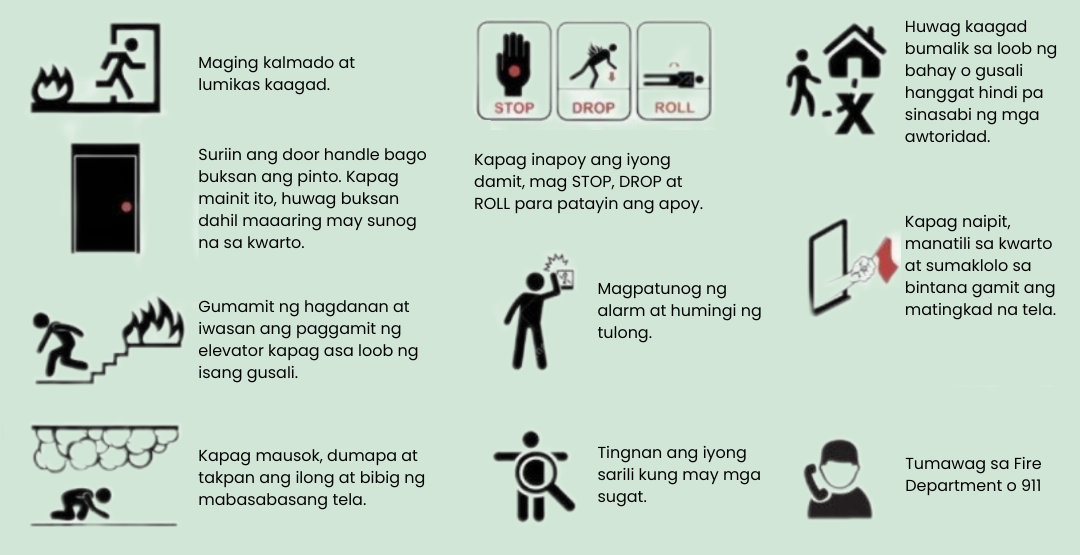 Maging kalmado at
lumikas kaagad.
Suriin ang door handle bago
buksan ang pinto. Kapag
mainit ito, huwag buksan
dahil maaaring may sunog
na sa kwarto.
Gumamit ng hagdanan at
iwasan ang paggamit ng
elevator kapag asa loob ng
isang gusali.
Kapag mausok, dumapa at
takpan ang ilong at bibig ng
mabasabasang tela.
STOP
DROP
ROLL
Kapag inapoy ang iyong
damit, mag STOP, DROP at
ROLL para patayin ang apoy.
Magpatunog ng
alarm at humingi ng
tulong.
Tingnan ang iyong
sarili kung may mga
sugat.
Huwag kaagad
bumalik sa loob ng
bahay o gusali
hanggat hindi pa
sinasabi ng mga
awtoridad.
Kapag naipit,
manatili sa kwarto
at sumaklolo sa
bintana gamit ang
matingkad na tela.
Tumawag sa Fire
Department o 911